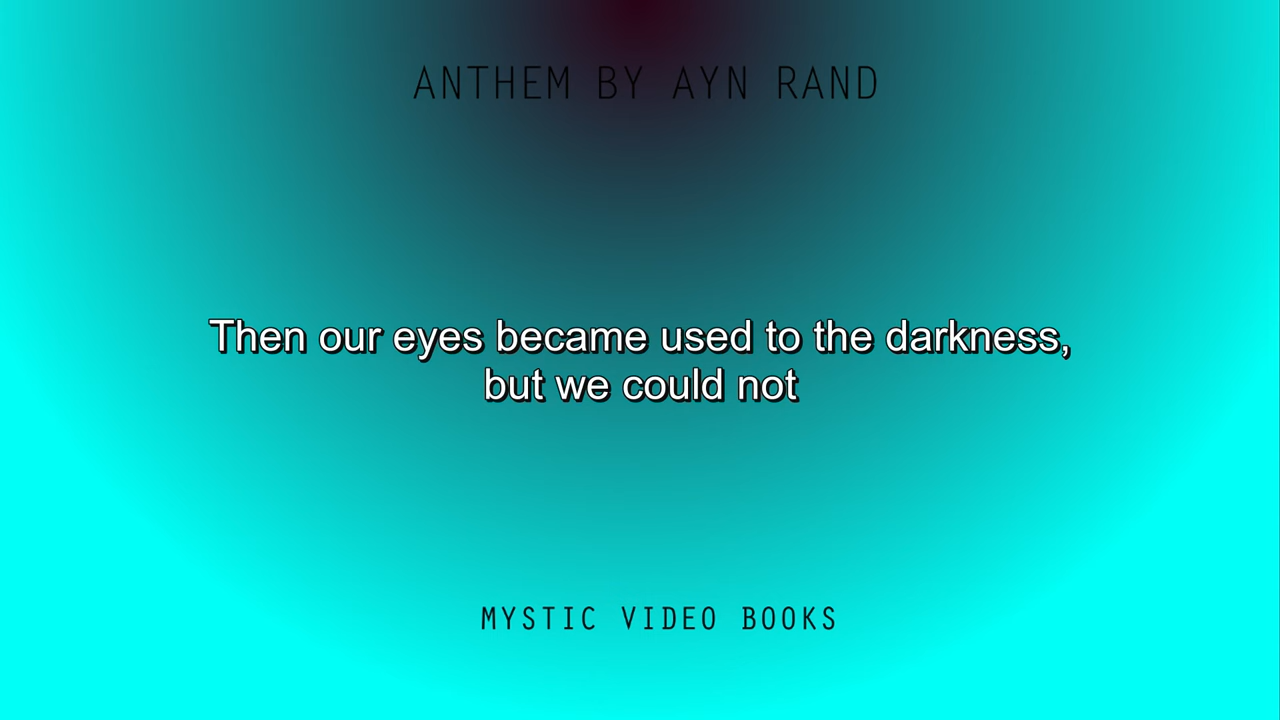 ANTHEM BY AYN RAND
Then our eyes became used to the darkness,
but we could not
MYSTIC VIDEO BOOKS